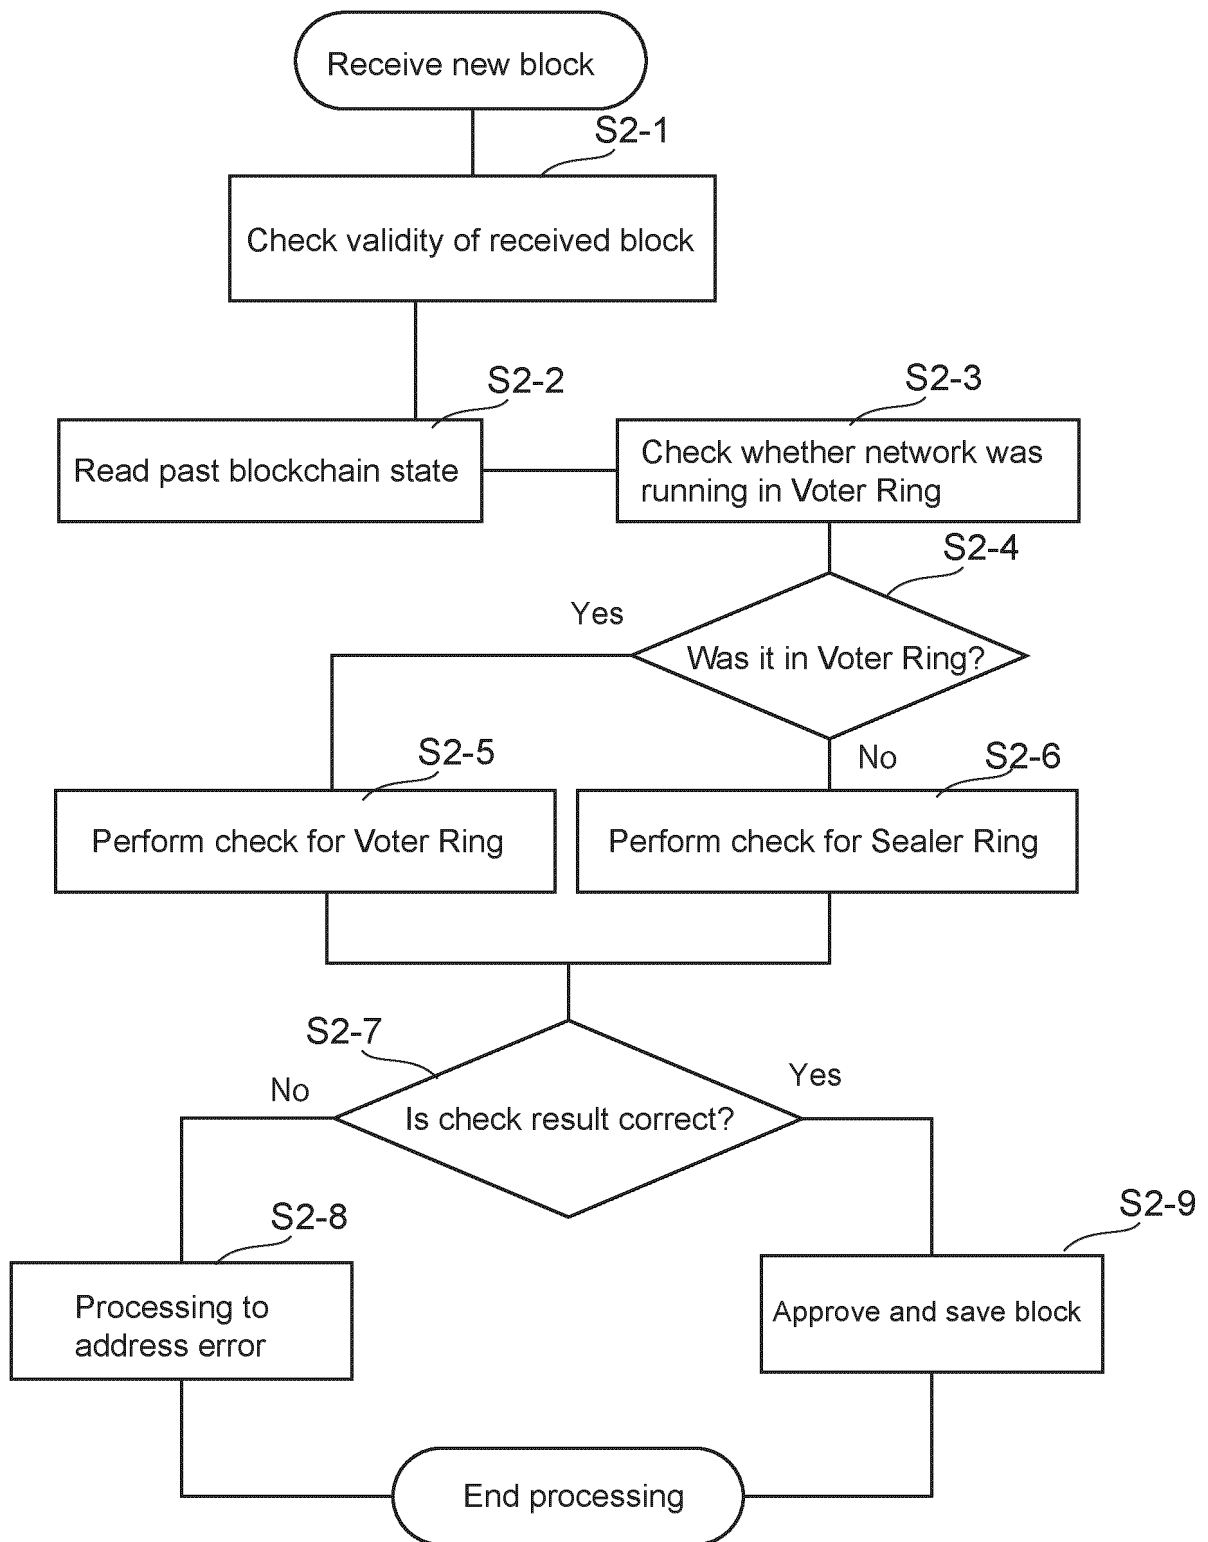 Receive new block
S2-1
Check validity of received block
S2-2
S2-3
Read past blockchain state
Check whether network was
running in Voter Ring
S2-4
Yes
Was it in Voter Ring?
No
S2-5
S2-6
Perform check for Voter Ring
Perform check for Sealer Ring
S2-7
No
Yes
Is check result correct?
S2-8
S2-9
Processing to
address error
Approve and save block
End processing